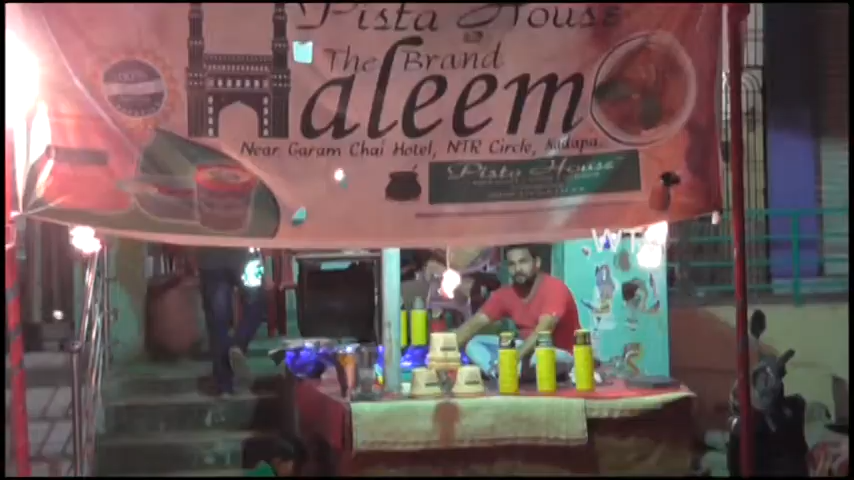 Pista House
The Brand
Haleem
Near Garam Chai Hotel, NTR Circle, Kadapa
PISTA HOUSE